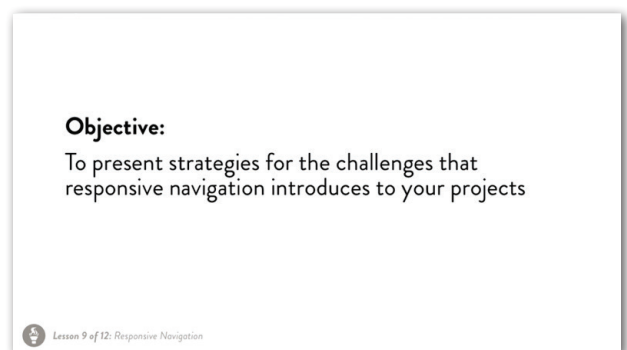 Objective:
To present strategies for the challenges that
responsive navigation introduces to your projects
Lesson 9 of 12: Responsive Navigation